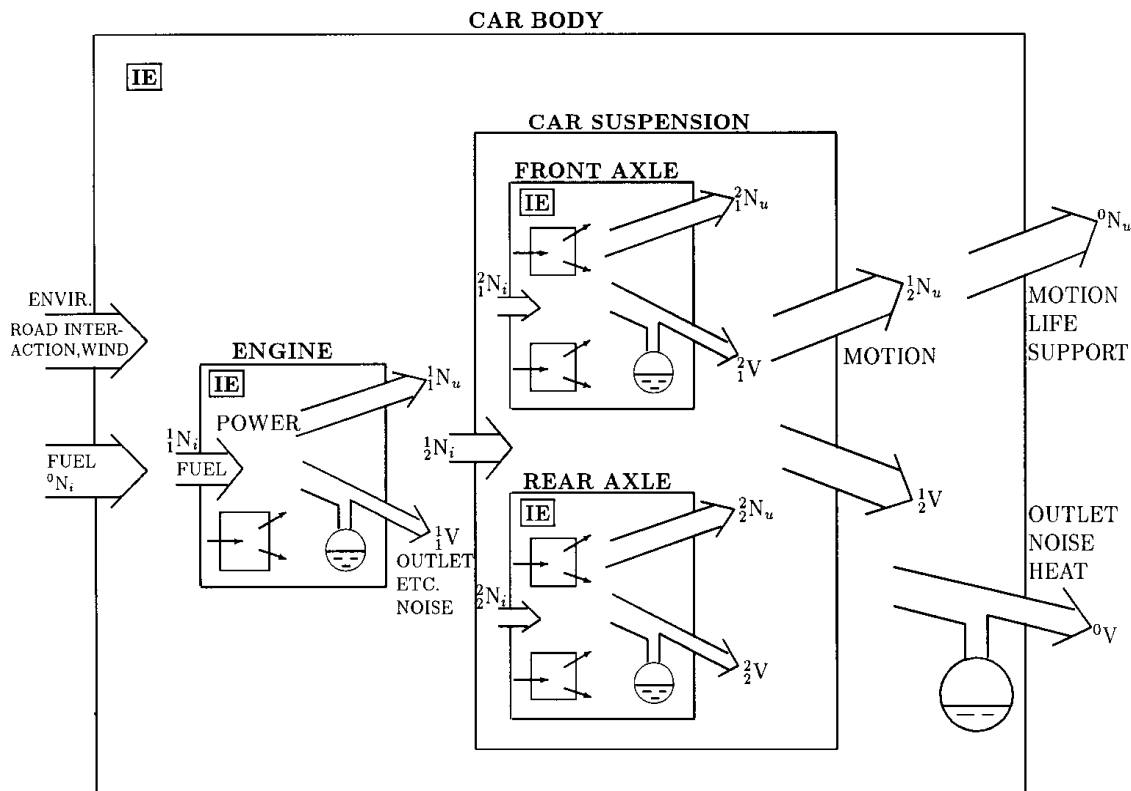 CAR BODY
IE
CAR SUSPENSION
FRONT AXLE
IE
²₁Nᵤ
⁰Nᵤ
²₁Nᵢ
¹₂Nᵤ
ENVIR.
ROAD INTER-
ACTION,WIND
MOTION
LIFE
SUPPORT
ENGINE
MOTION
²₁V
IE
¹₁Nᵤ
POWER
¹₁Nᵢ
FUEL
¹₂Nᵢ
FUEL
⁰Nᵢ
REAR AXLE
IE
²₂Nᵤ
¹₂V
¹₁V
OUTLET
ETC.
NOISE
OUTLET
NOISE
HEAT
²₂Nᵢ
⁰V
²₂V